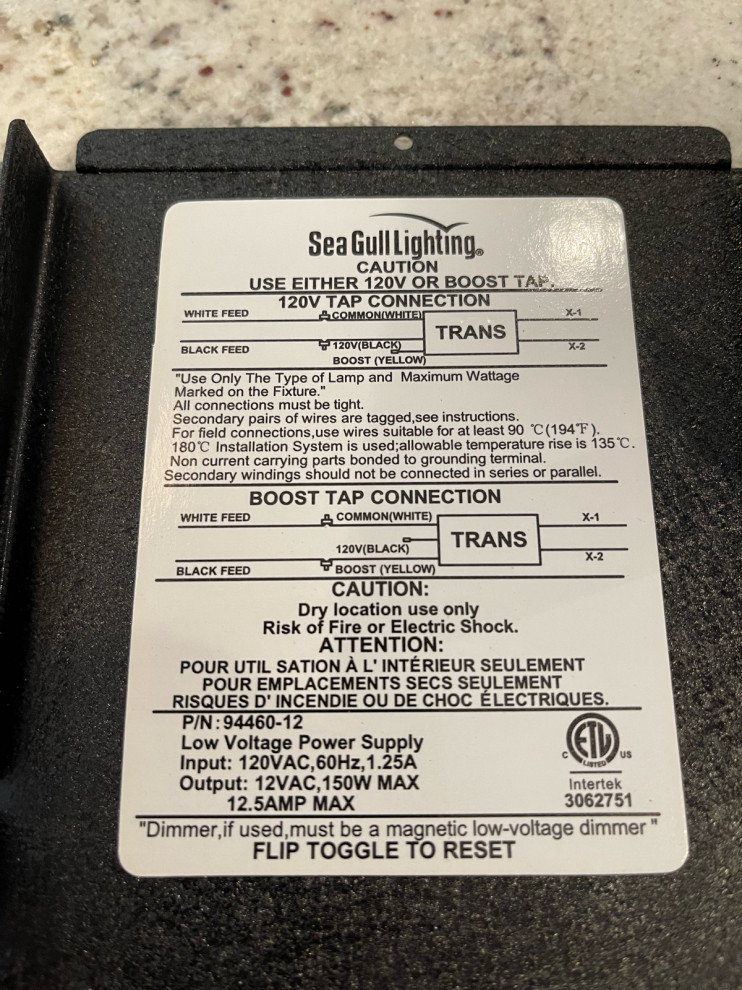 Sea Gull Lighting®
CAUTION
USE EITHER 120V OR BOOST TAP.
120V TAP CONNECTION
WHITE FEED COMMON(WHITE) TRANS X-1
BLACK FEED 120V(BLACK) X-2
BOOST (YELLOW)
"Use Only The Type of Lamp and Maximum Wattage
Marked on the Fixture."
All connections must be tight.
Secondary pairs of wires are tagged,see instructions.
For field connections,use wires suitable for at least 90 ℃(194℉).
180℃ Installation System is used;allowable temperature rise is 135℃.
Non current carrying parts bonded to grounding terminal.
Secondary windings should not be connected in series or parallel.
BOOST TAP CONNECTION
WHITE FEED COMMON(WHITE) TRANS X-1
120V(BLACK) X-2
BLACK FEED BOOST (YELLOW)
CAUTION:
Dry location use only
Risk of Fire or Electric Shock.
ATTENTION:
POUR UTIL SATION À L' INTÉRIEUR SEULEMENT
POUR EMPLACEMENTS SECS SEULEMENT
RISQUES D' INCENDIE OU DE CHOC ÉLECTRIQUES.
P/N:94460-12
Low Voltage Power Supply
Input: 120VAC,60Hz,1.25A
Output: 12VAC,150W MAX
12.5AMP MAX
C ETL US
LISTED
Intertek
3062751
"Dimmer,if used,must be a magnetic low-voltage dimmer"
FLIP TOGGLE TO RESET